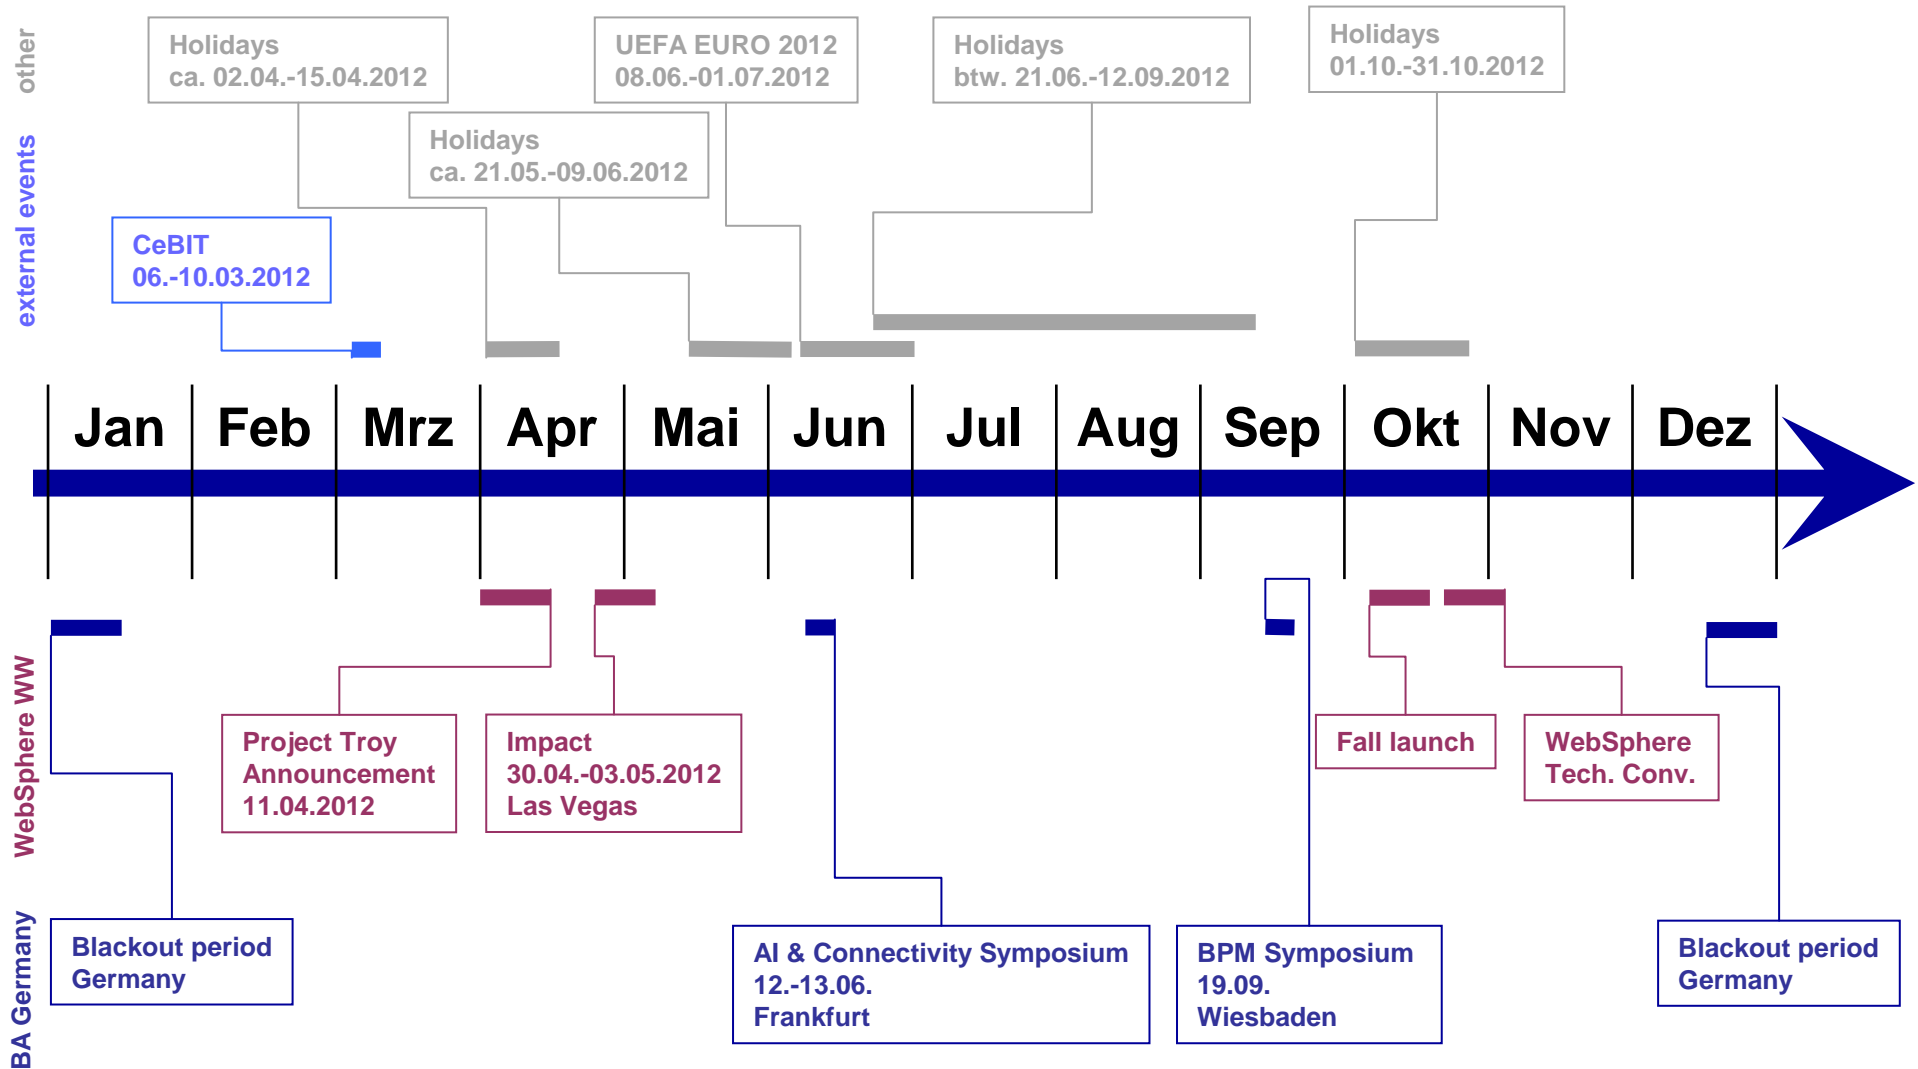 other
Holidays
ca. 02.04.-15.04.2012
UEFA EURO 2012
08.06.-01.07.2012
Holidays
btw. 21.06.-12.09.2012
Holidays
01.10.-31.10.2012
Holidays
ca. 21.05.-09.06.2012
external events
CeBIT
06.-10.03.2012
Jan Feb Mrz Apr Mai Jun Jul Aug Sep Okt Nov Dez
WebSphere WW
Project Troy
Announcement
11.04.2012
Impact
30.04.-03.05.2012
Las Vegas
Fall launch
WebSphere
Tech. Conv.
BA Germany
Blackout period
Germany
AI & Connectivity Symposium
12.-13.06.
Frankfurt
BPM Symposium
19.09.
Wiesbaden
Blackout period
Germany